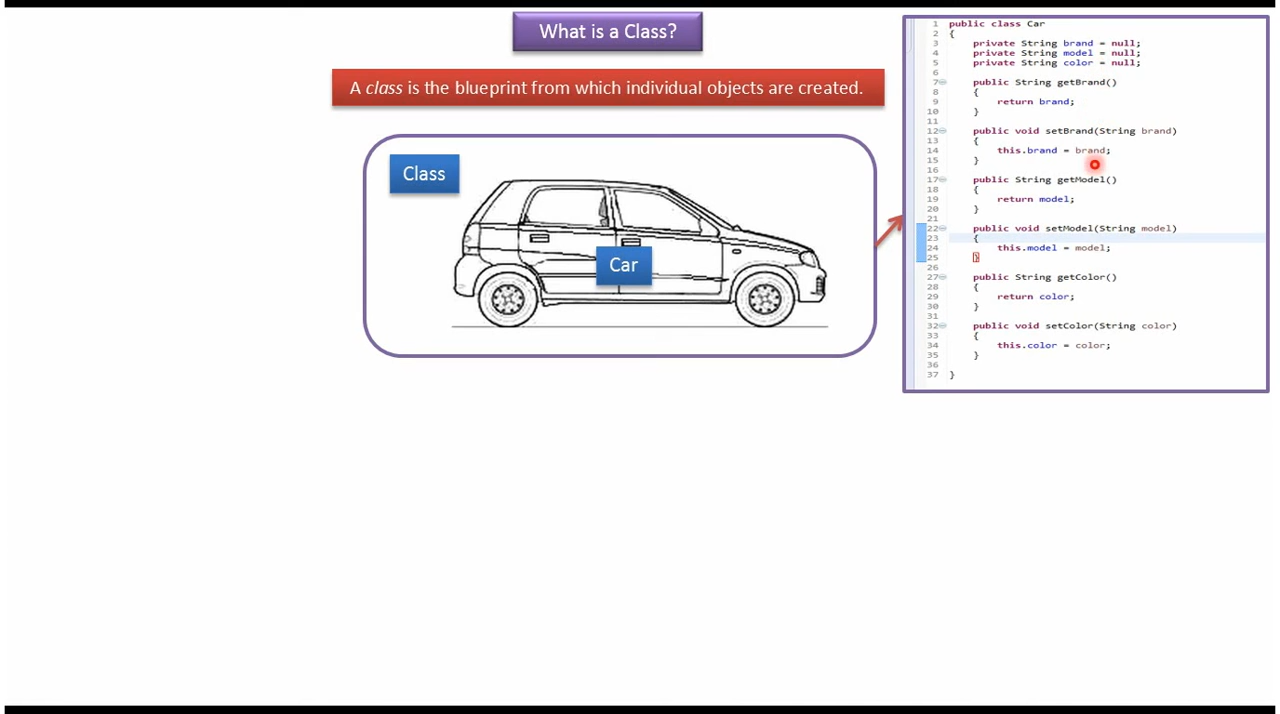 What is a Class?
A class is the blueprint from which individual objects are created.
Class
Car
1 public class Car
2 {
3 private String brand = null;
4 private String model = null;
5 private String color = null;
6
7 public String getBrand()
8 {
9 return brand;
10 }
11
12 public void setBrand(String brand)
13 {
14 this.brand = brand;
15 }
16
17 public String getModel()
18 {
19 return model;
20 }
21
22 public void setModel(String model)
23 {
24 this.model = model;
25 }
26
27 public String getColor()
28 {
29 return color;
30 }
31
32 public void setColor(String color)
33 {
34 this.color = color;
35 }
36
37 }